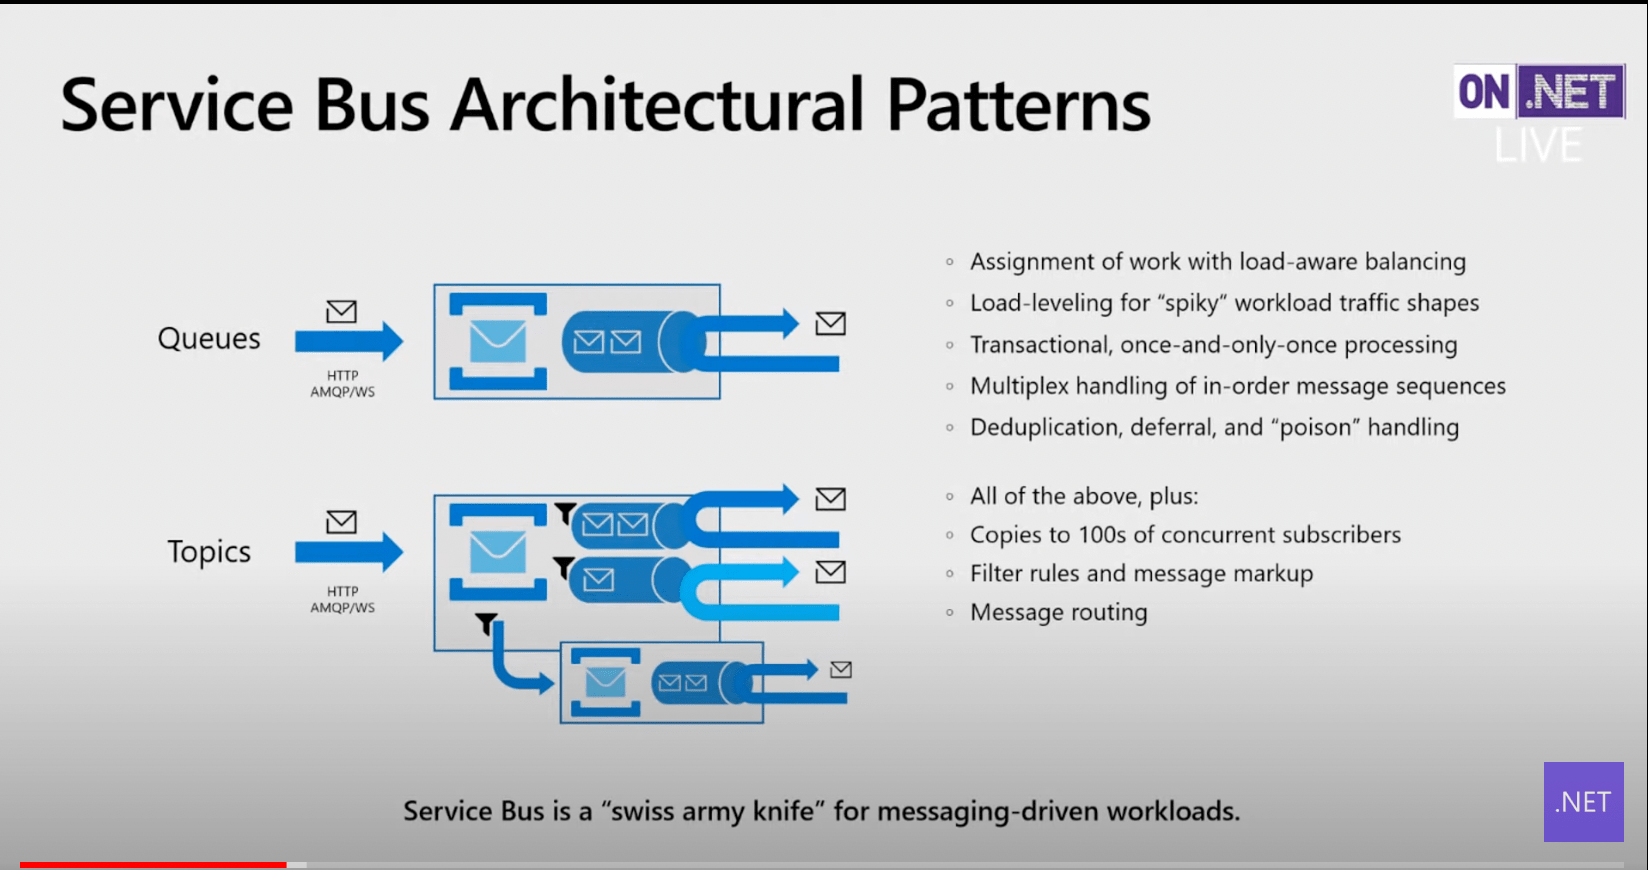 Service Bus Architectural Patterns
ON .NET
LIVE
Queues
HTTP
AMQP/WS
◦ Assignment of work with load-aware balancing
◦ Load-leveling for “spiky” workload traffic shapes
◦ Transactional, once-and-only-once processing
◦ Multiplex handling of in-order message sequences
◦ Deduplication, deferral, and “poison” handling
Topics
HTTP
AMQP/WS
◦ All of the above, plus:
◦ Copies to 100s of concurrent subscribers
◦ Filter rules and message markup
◦ Message routing
Service Bus is a “swiss army knife” for messaging-driven workloads.
.NET